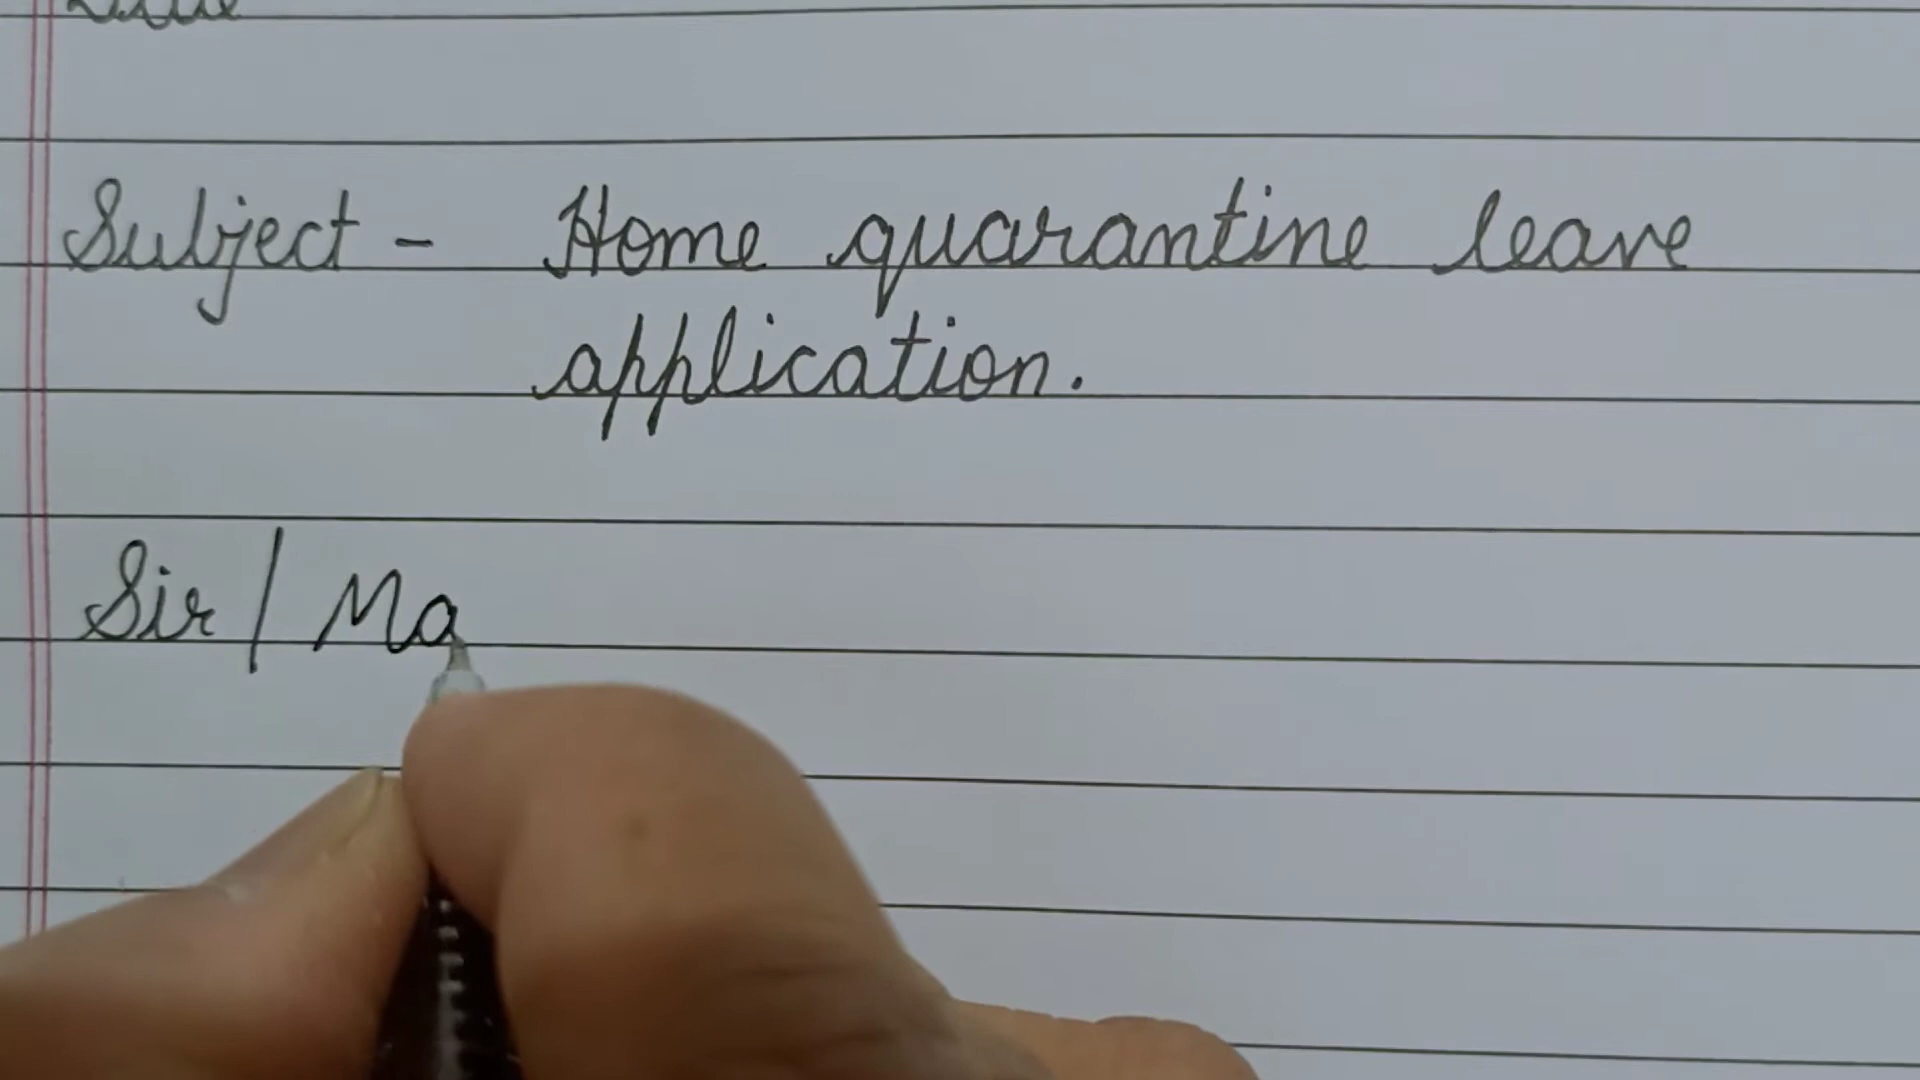 Subject - Home quarantine leave
application.
Sir / Ma